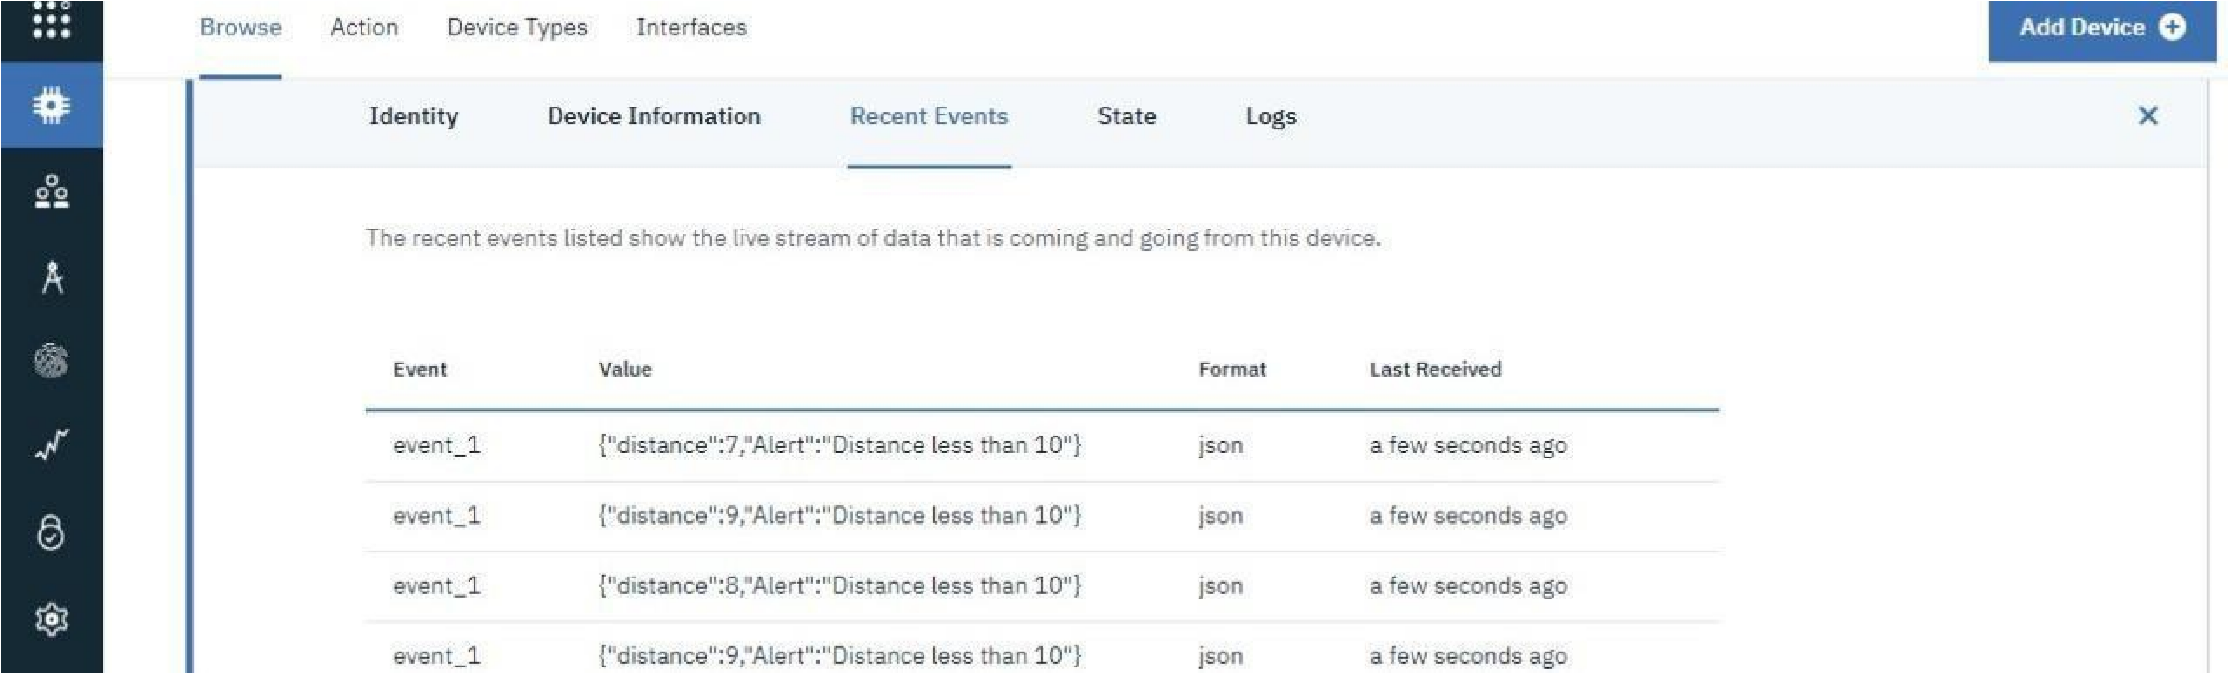 Browse Action Device Types Interfaces Add Device
Identity Device Information Recent Events State Logs
The recent events listed show the live stream of data that is coming and going from this device.
Event Value Format Last Received
event_1 {"distance":7,"Alert":"Distance less than 10"} json a few seconds ago
event_1 {"distance":9,"Alert":"Distance less than 10"} json a few seconds ago
event_1 {"distance":8,"Alert":"Distance less than 10"} json a few seconds ago
event_1 {"distance":9,"Alert":"Distance less than 10"} json a few seconds ago